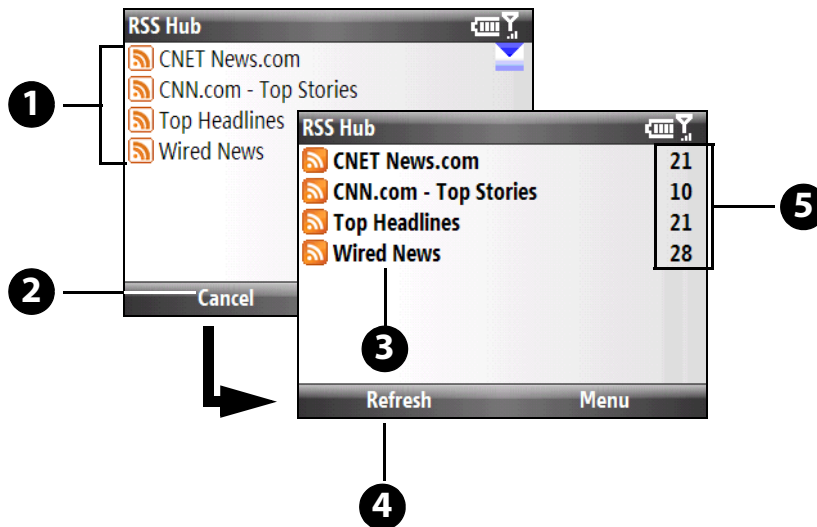 RSS Hub
CNET News.com
CNN.com - Top Stories
Top Headlines
Wired News
Cancel
RSS Hub
CNET News.com 21
CNN.com - Top Stories 10
Top Headlines 21
Wired News 28
Refresh Menu
1
2
3
4
5